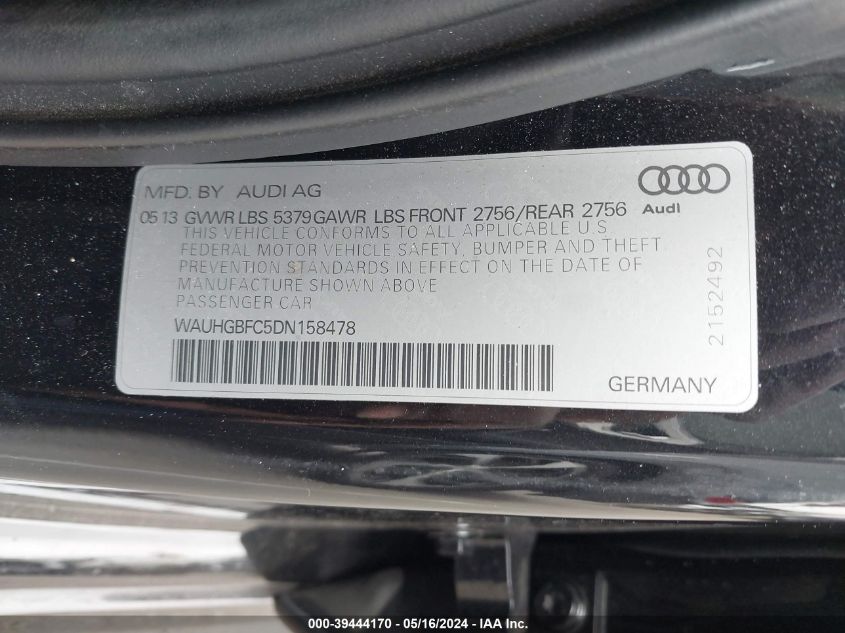 MFD. BY AUDI AG
05 13 GVWR LBS 5379 GAWR LBS FRONT 2756/REAR 2756
Audi
THIS VEHICLE CONFORMS TO ALL APPLICABLE U.S
FEDERAL MOTOR VEHICLE SAFETY, BUMPER AND THEFT
PREVENTION STANDARDS IN EFFECT ON THE DATE OF
MANUFACTURE SHOWN ABOVE
PASSENGER CAR
WAUHGBFC5DN158478
2152492
GERMANY
000-39444170 - 05/16/2024 - IAA Inc.